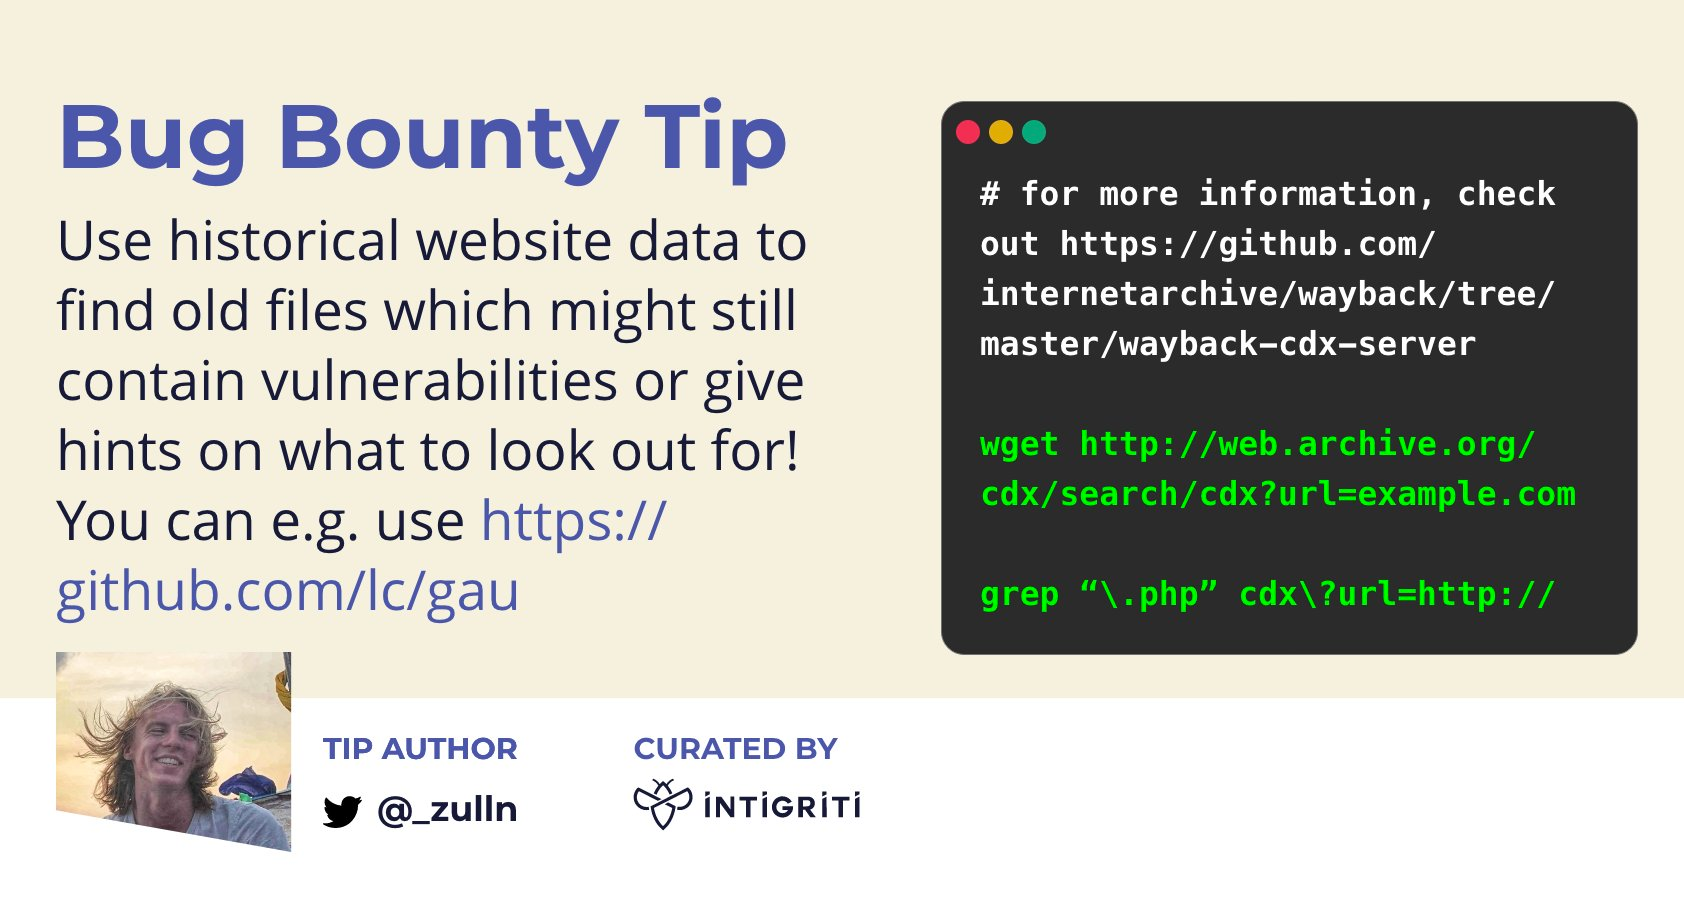 Bug Bounty Tip
Use historical website data to
find old files which might still
contain vulnerabilities or give
hints on what to look out for!
You can e.g. use https://
github.com/lc/gau
# for more information, check
out https://github.com/
internetarchive/wayback/tree/
master/wayback-cdx-server
wget http://web.archive.org/
cdx/search/cdx?url=example.com
grep “\.php” cdx\?url=http://
TIP AUTHOR
@_zulln
CURATED BY
INTIGRITI